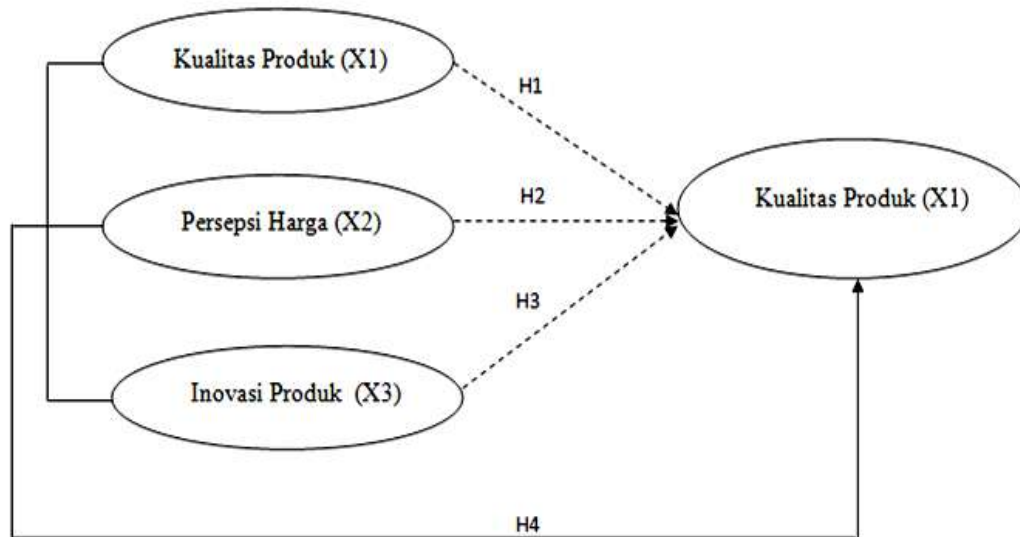 Kualitas Produk (X1)
H1
Persepsi Harga (X2)
H2
Kualitas Produk (X1)
H3
Inovasi Produk (X3)
H4